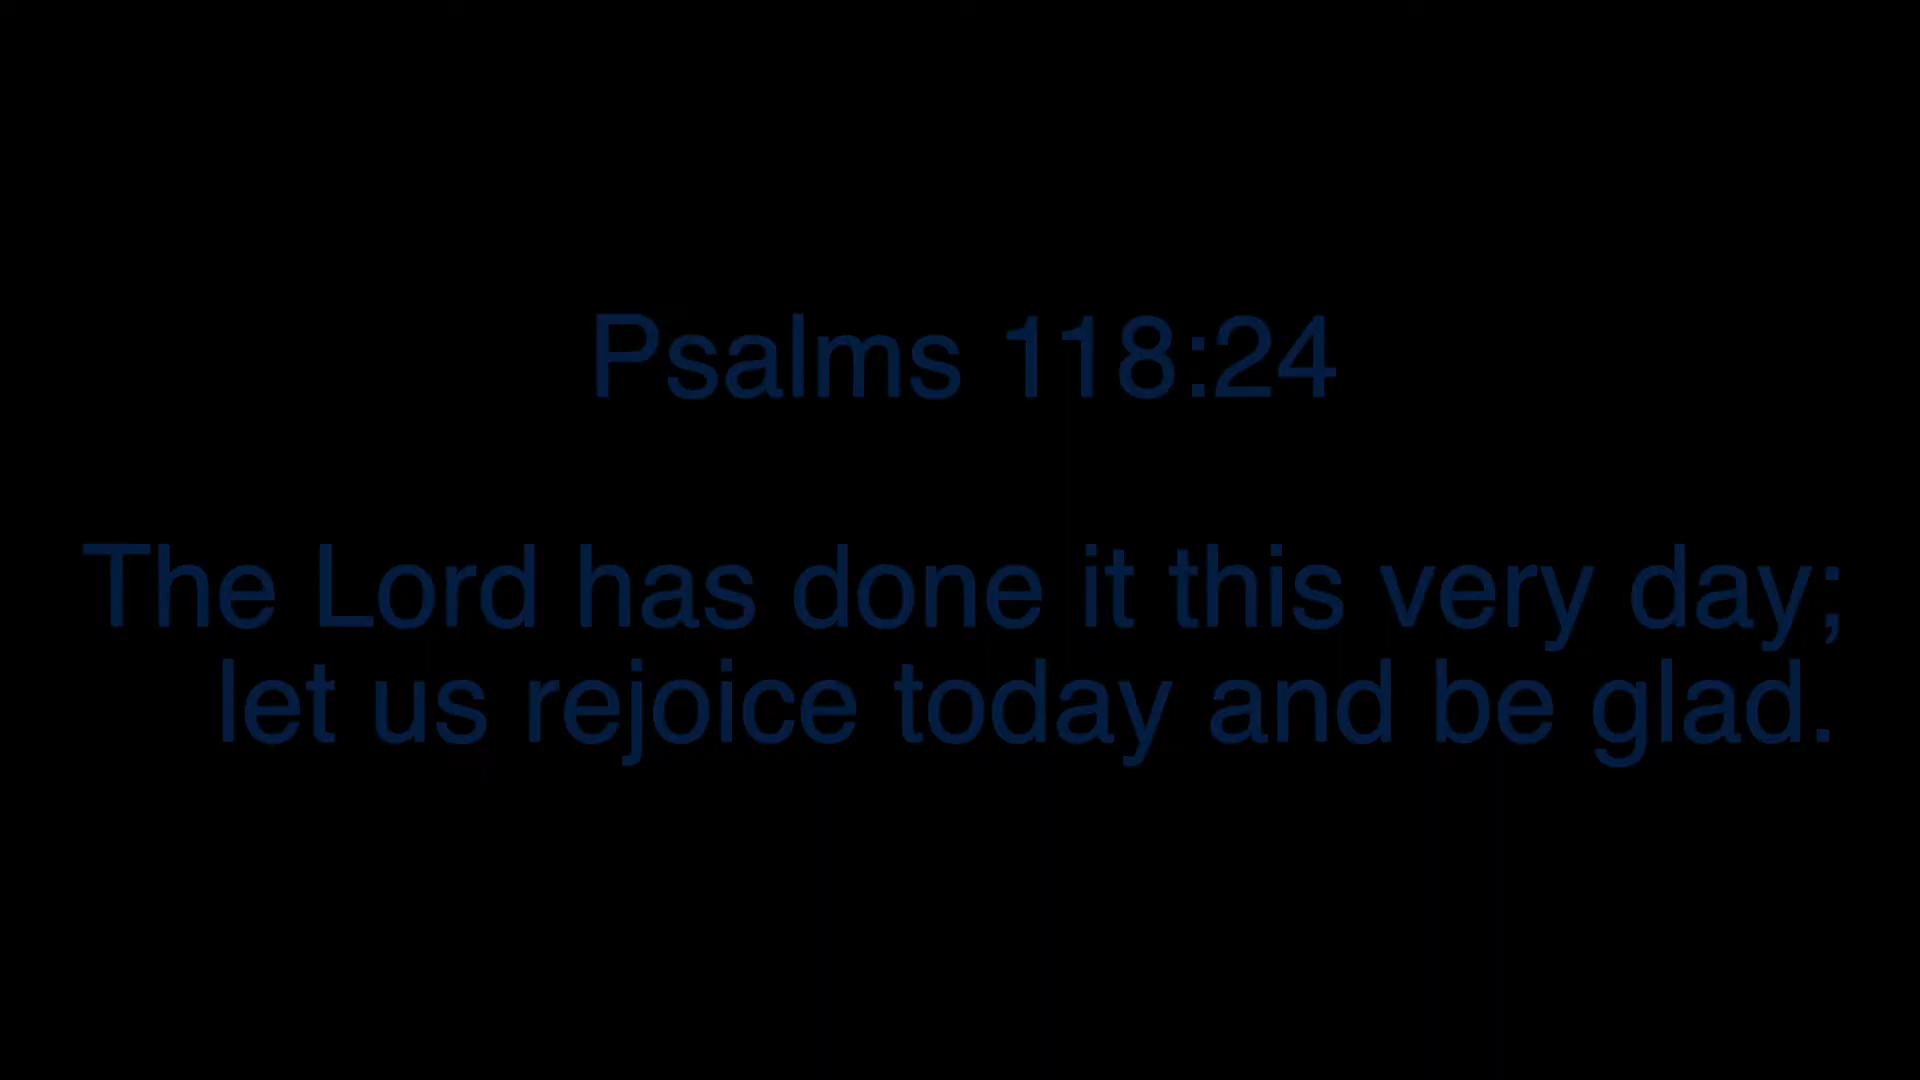 Psalms 118:24
The Lord has done it this very day;
let us rejoice today and be glad.